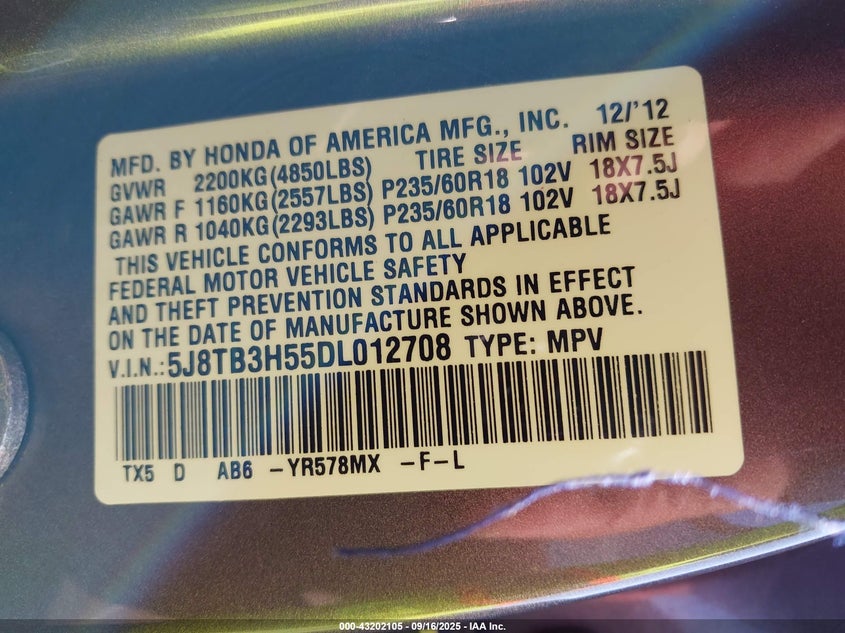 MFD. BY HONDA OF AMERICA MFG., INC. 12/'12
GVWR 2200KG(4850LBS) TIRE SIZE RIM SIZE
GAWR F 1160KG(2557LBS) P235/60R18 102V 18X7.5J
GAWR R 1040KG(2293LBS) P235/60R18 102V 18X7.5J
THIS VEHICLE CONFORMS TO ALL APPLICABLE
FEDERAL MOTOR VEHICLE SAFETY
AND THEFT PREVENTION STANDARDS IN EFFECT
ON THE DATE OF MANUFACTURE SHOWN ABOVE.
V.I.N.:5J8TB3H55DL012708 TYPE: MPV
TX5 D AB6 -YR578MX -F-L
000-43202105 - 09/16/2025 - IAA Inc.